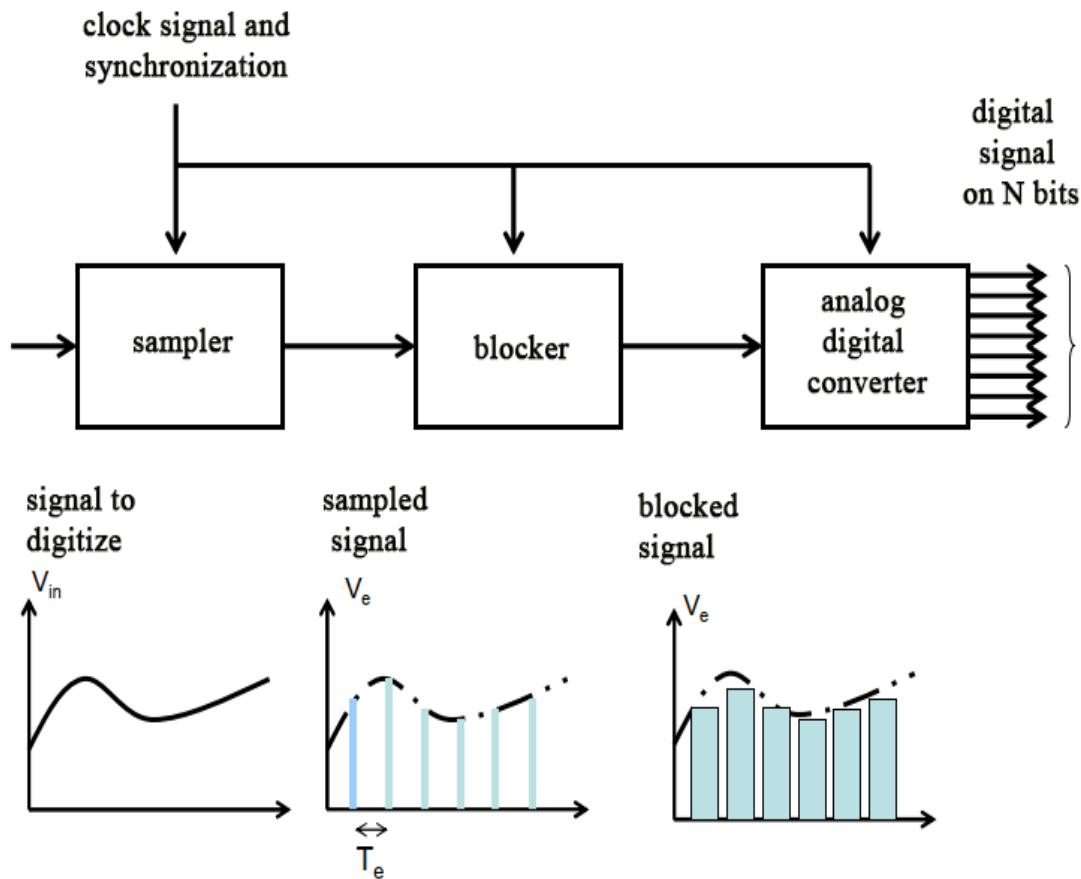 clock signal and
synchronization
digital
signal
on N bits
sampler
blocker
analog
digital
converter
signal to
digitize
sampled
signal
blocked
signal
Vin
Ve
Ve
Te